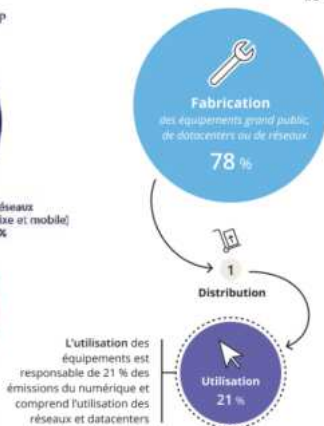 Fabrication
des équipements grand public,
de datacenters ou de réseaux
78 %
réseaux
ixe et mobile)
%
1
Distribution
L'utilisation des
équipements est
responsable de 21 % des
émissions du numérique et
comprend l'utilisation des
réseaux et datacenters
Utilisation
21 %